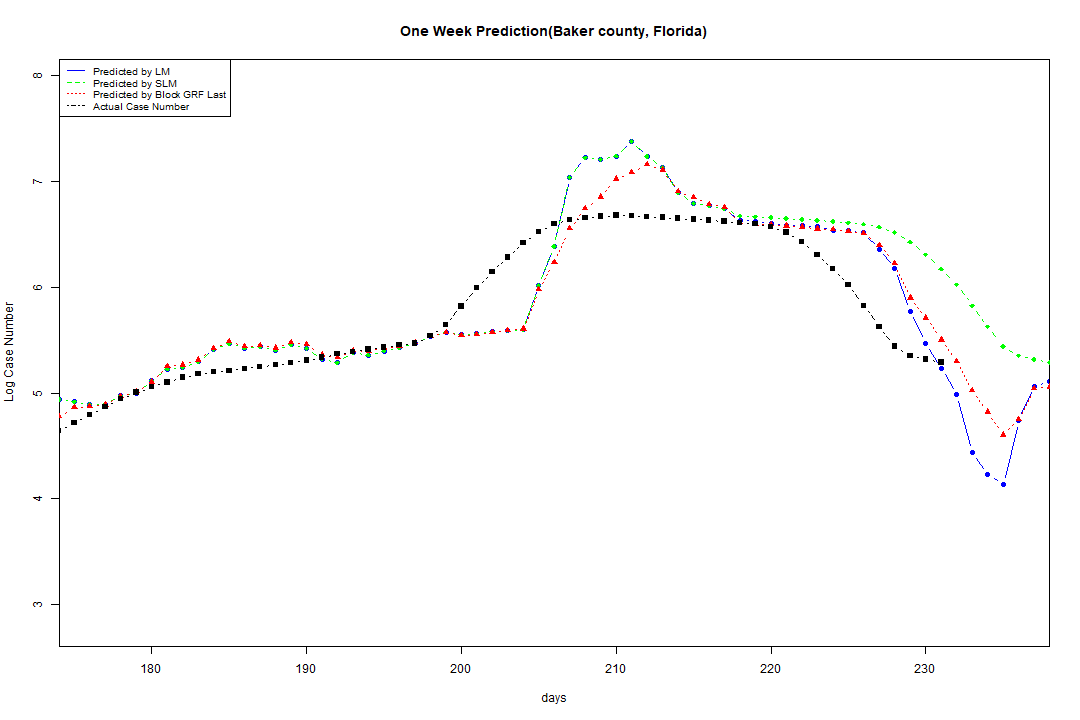 One Week Prediction(Baker county, Florida)
Predicted by LM
Predicted by SLM
Predicted by Block GRF Last
Actual Case Number
8
7
6
5
4
3
Log Case Number
180 190 200 210 220 230
days